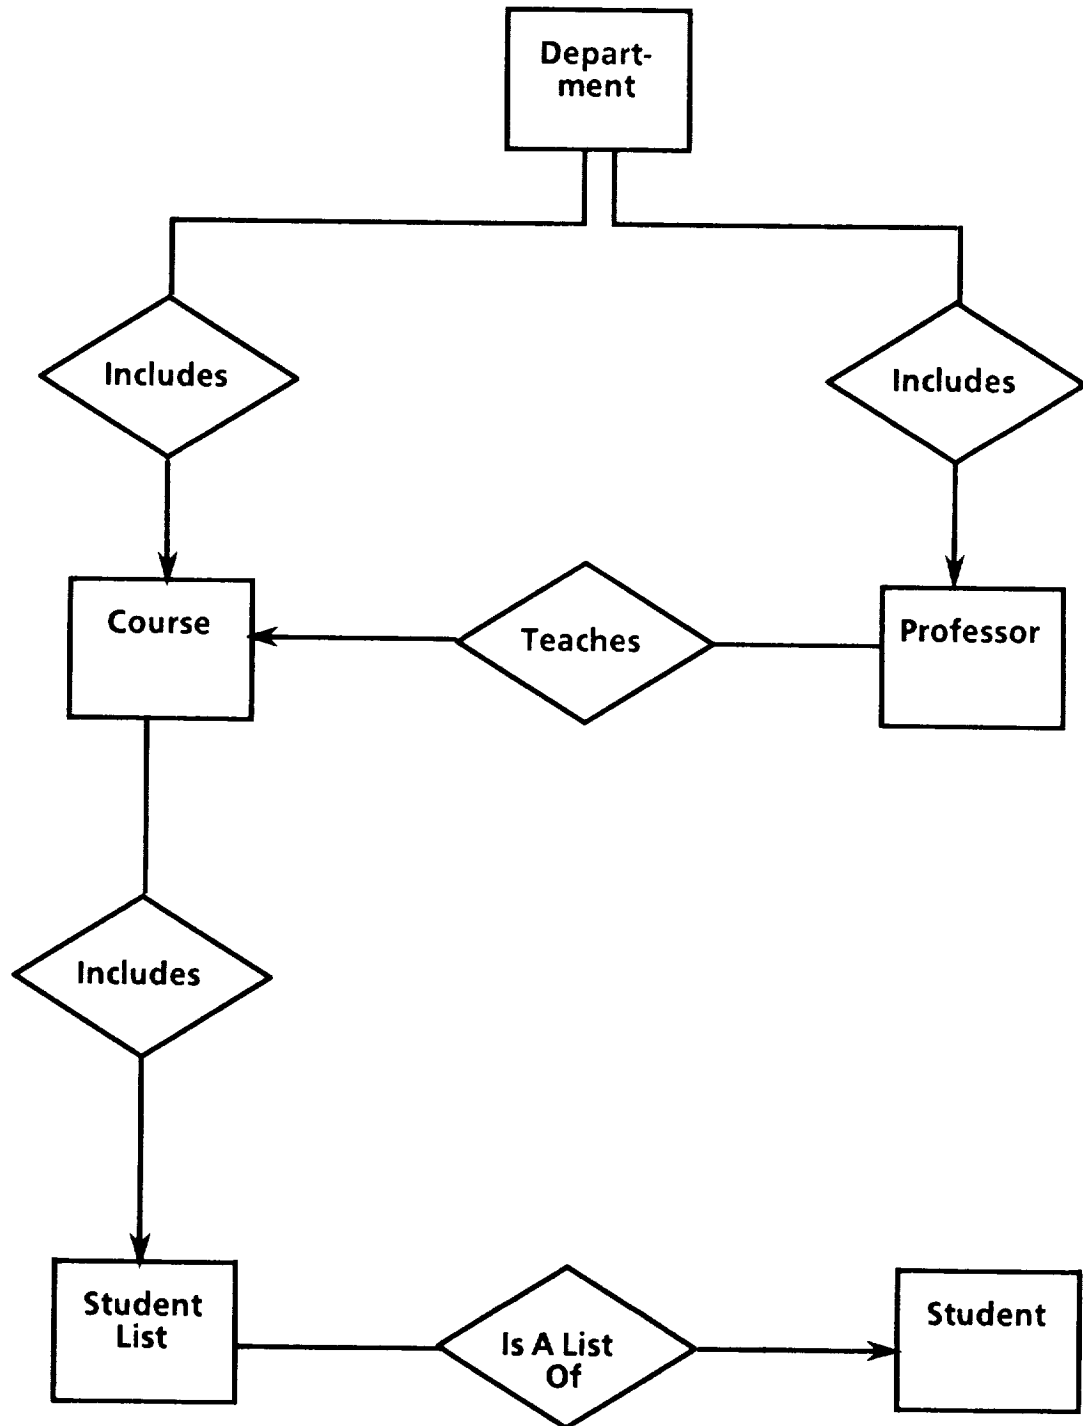 Depart-
ment
Includes
Includes
Course
Teaches
Professor
Includes
Student
List
Is A List
Of
Student